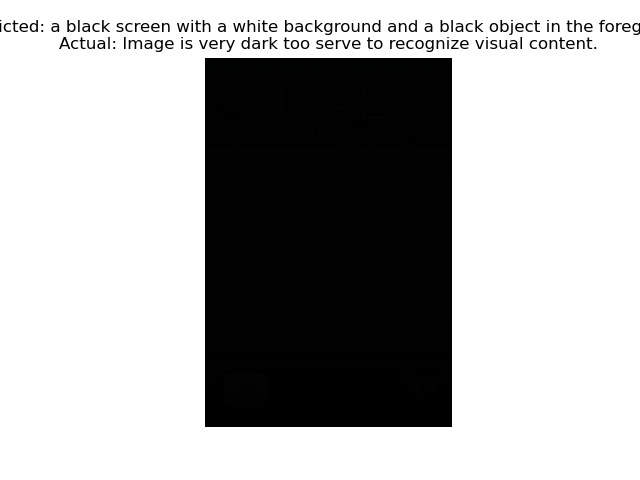 icted: a black screen with a white background and a black object in the foreg
Actual: Image is very dark too serve to recognize visual content.